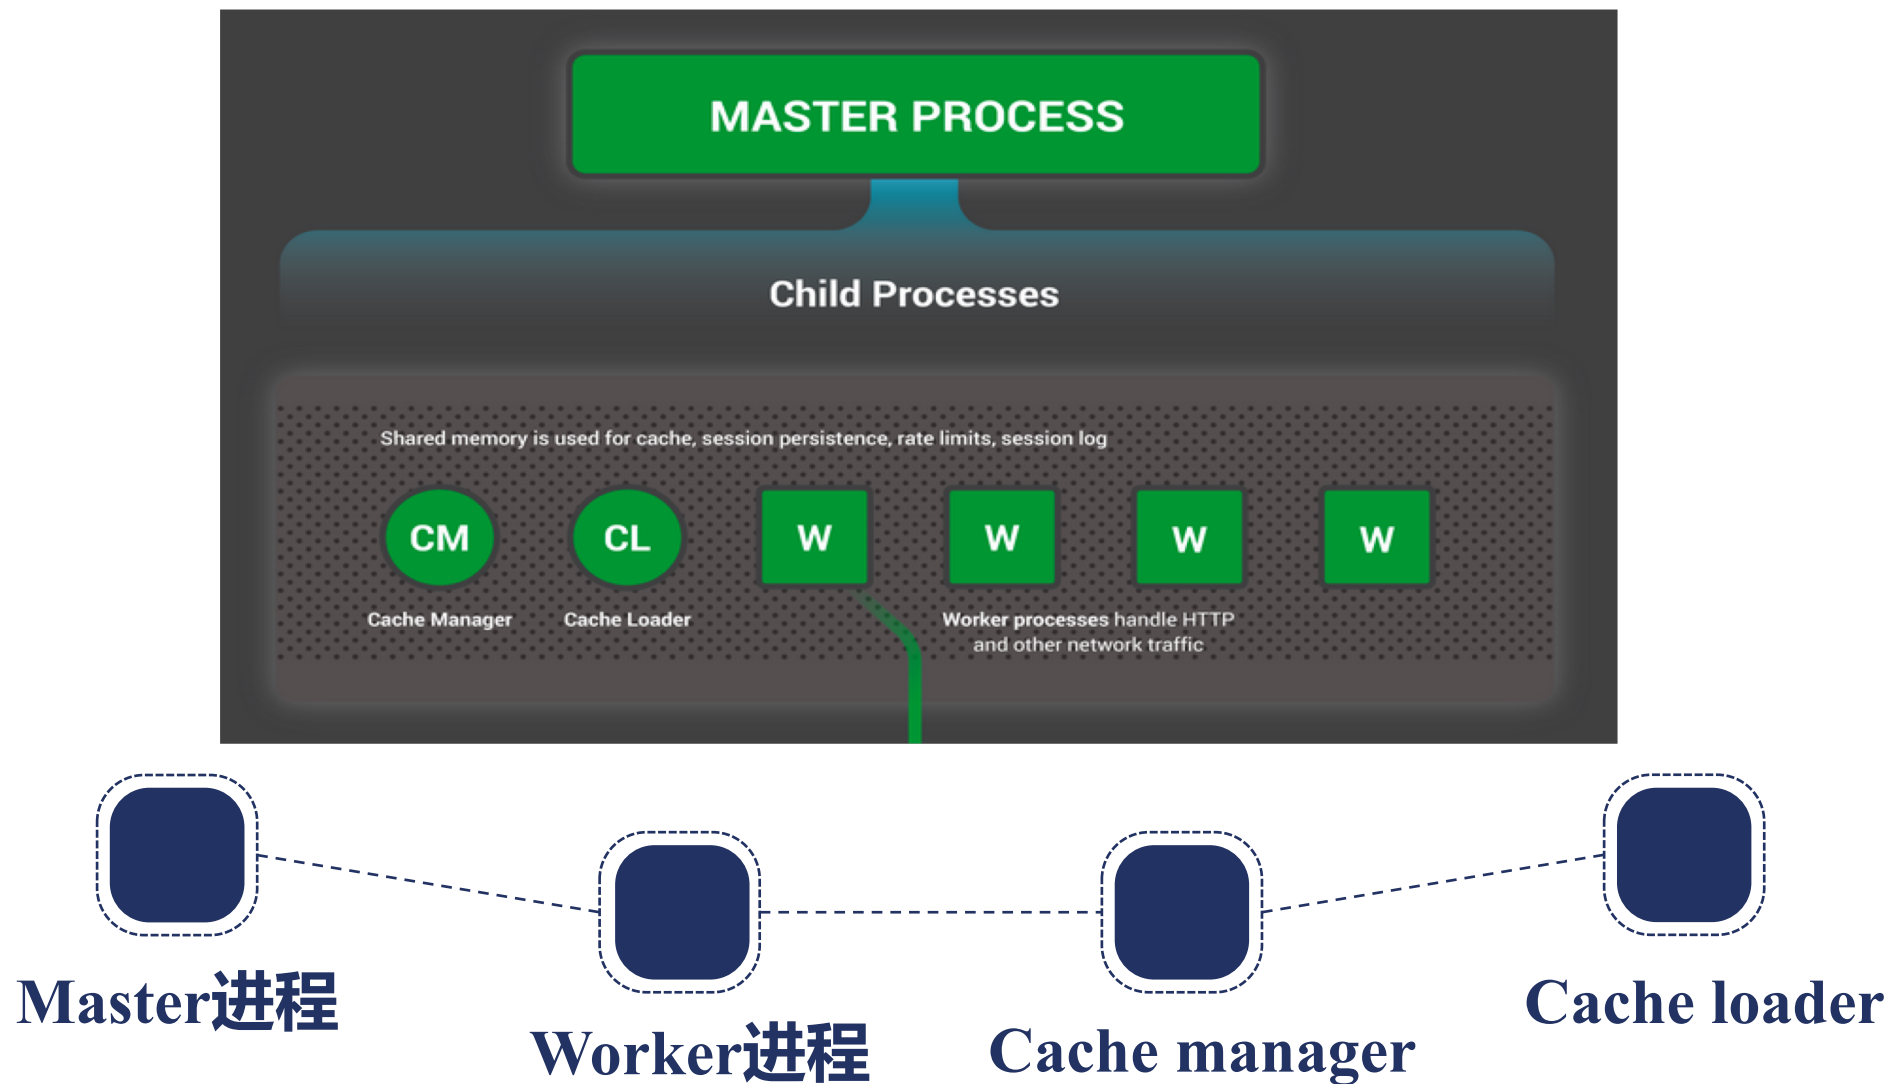 MASTER PROCESS
Child Processes
Shared memory is used for cache, session persistence, rate limits, session log
CM
CL
W
W
W
W
Cache Manager
Cache Loader
Worker processes handle HTTP
and other network traffic
Master进程
Worker进程
Cache manager
Cache loader